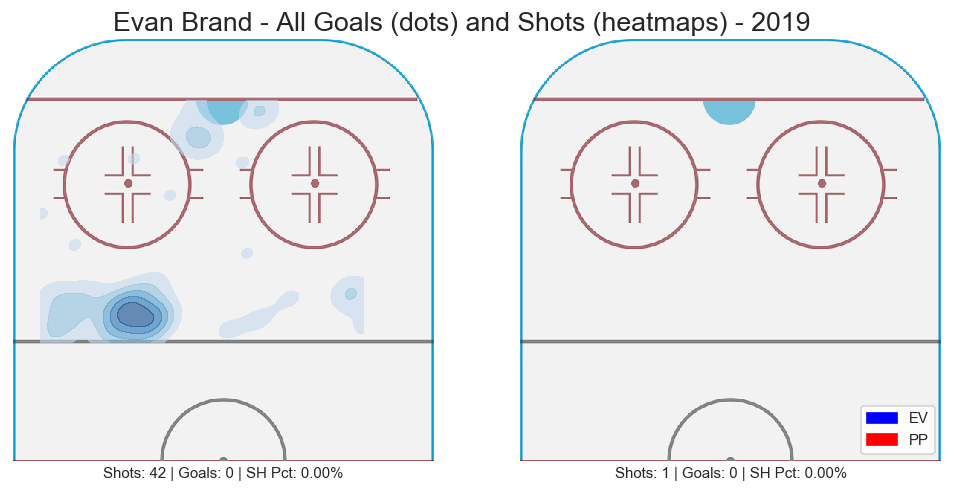 Evan Brand - All Goals (dots) and Shots (heatmaps) - 2019
EV
PP
Shots: 42 | Goals: 0 | SH Pct: 0.00%
Shots: 1 | Goals: 0 | SH Pct: 0.00%